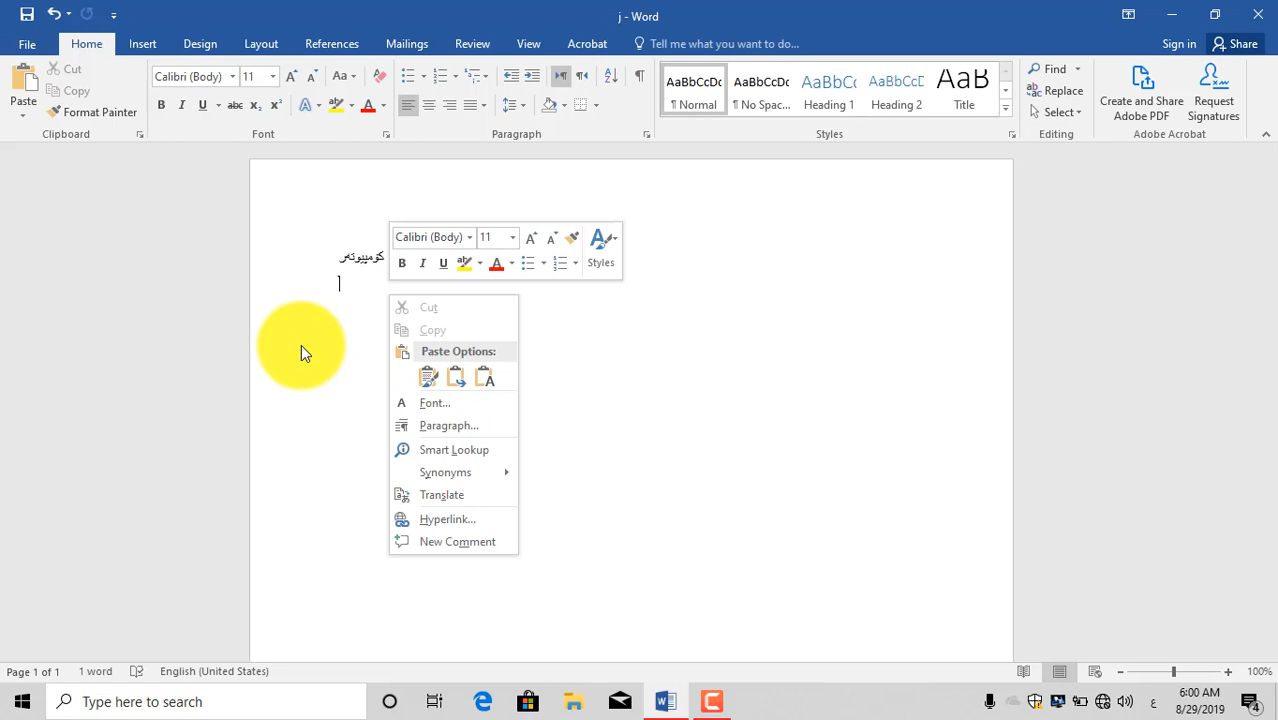 j - Word
File Home Insert Design Layout References Mailings Review View Acrobat Tell me what you want to do... Sign in Share
Paste Cut Copy Format Painter
Clipboard
Calibri (Body) 11
Font
Paragraph
AaBbCcDc AaBbCcDc AaBbCc AaBbCcD AaB
¶ Normal ¶ No Spac... Heading 1 Heading 2 Title
Styles
Find Replace Select
Editing
Create and Share Adobe PDF Request Signatures
Adobe Acrobat
کۆمپیوتەر
Calibri (Body) 11
Styles
Cut
Copy
Paste Options:
Font...
Paragraph...
Smart Lookup
Synonyms
Translate
Hyperlink...
New Comment
Page 1 of 1 1 word English (United States) 100%
Type here to search
ع 6:00 AM
8/29/2019 4